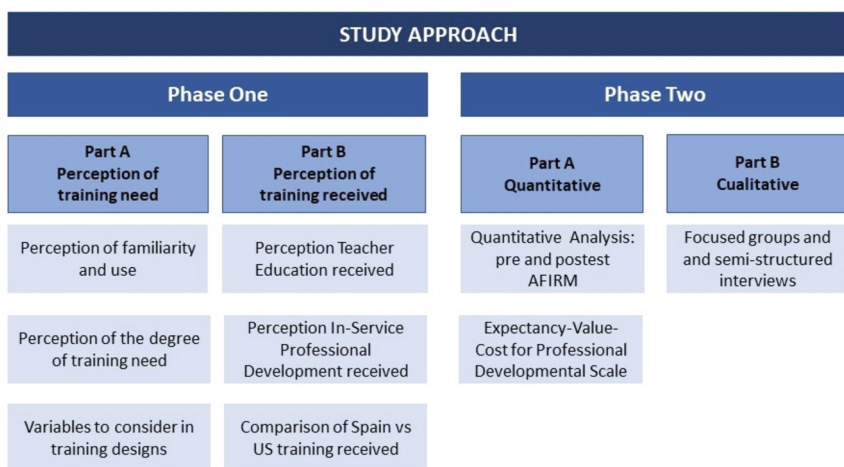 STUDY APPROACH
Phase One
Phase Two
Part A
Perception of
training need
Part B
Perception of
training received
Part A
Quantitative
Part B
Cualitative
Perception of familiarity
and use
Perception Teacher
Education received
Quantitative Analysis:
pre and postest
AFIRM
Focused groups and
and semi-structured
interviews
Perception of the degree
of training need
Perception In-Service
Professional
Development received
Expectancy-Value-
Cost for Professional
Developmental Scale
Variables to consider in
training designs
Comparison of Spain vs
US training received